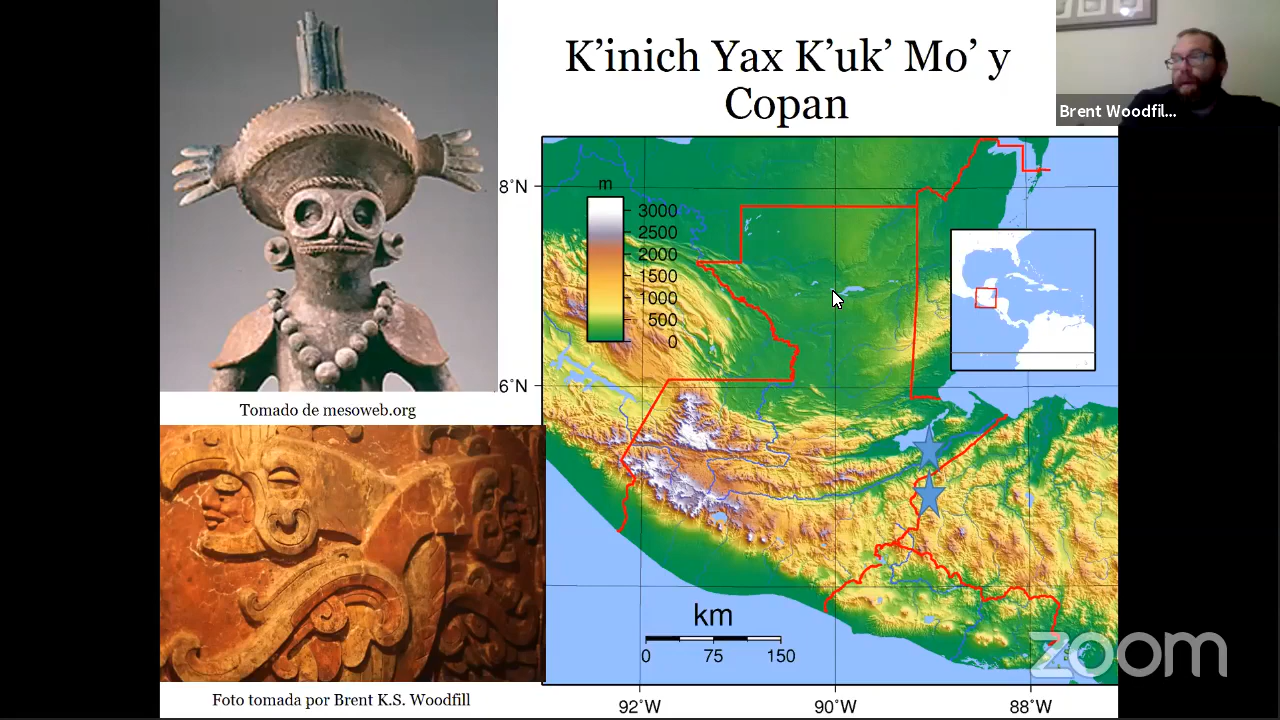 K’inich Yax K’uk’ Mo’ y
Copan
Brent Woodfil...
m
3000
2500
2000
1500
1000
500
0
8°N
6°N
Tomado de mesoweb.org
km
0 75 150
zoom
Foto tomada por Brent K.S. Woodfill
92°W 90°W 88°W